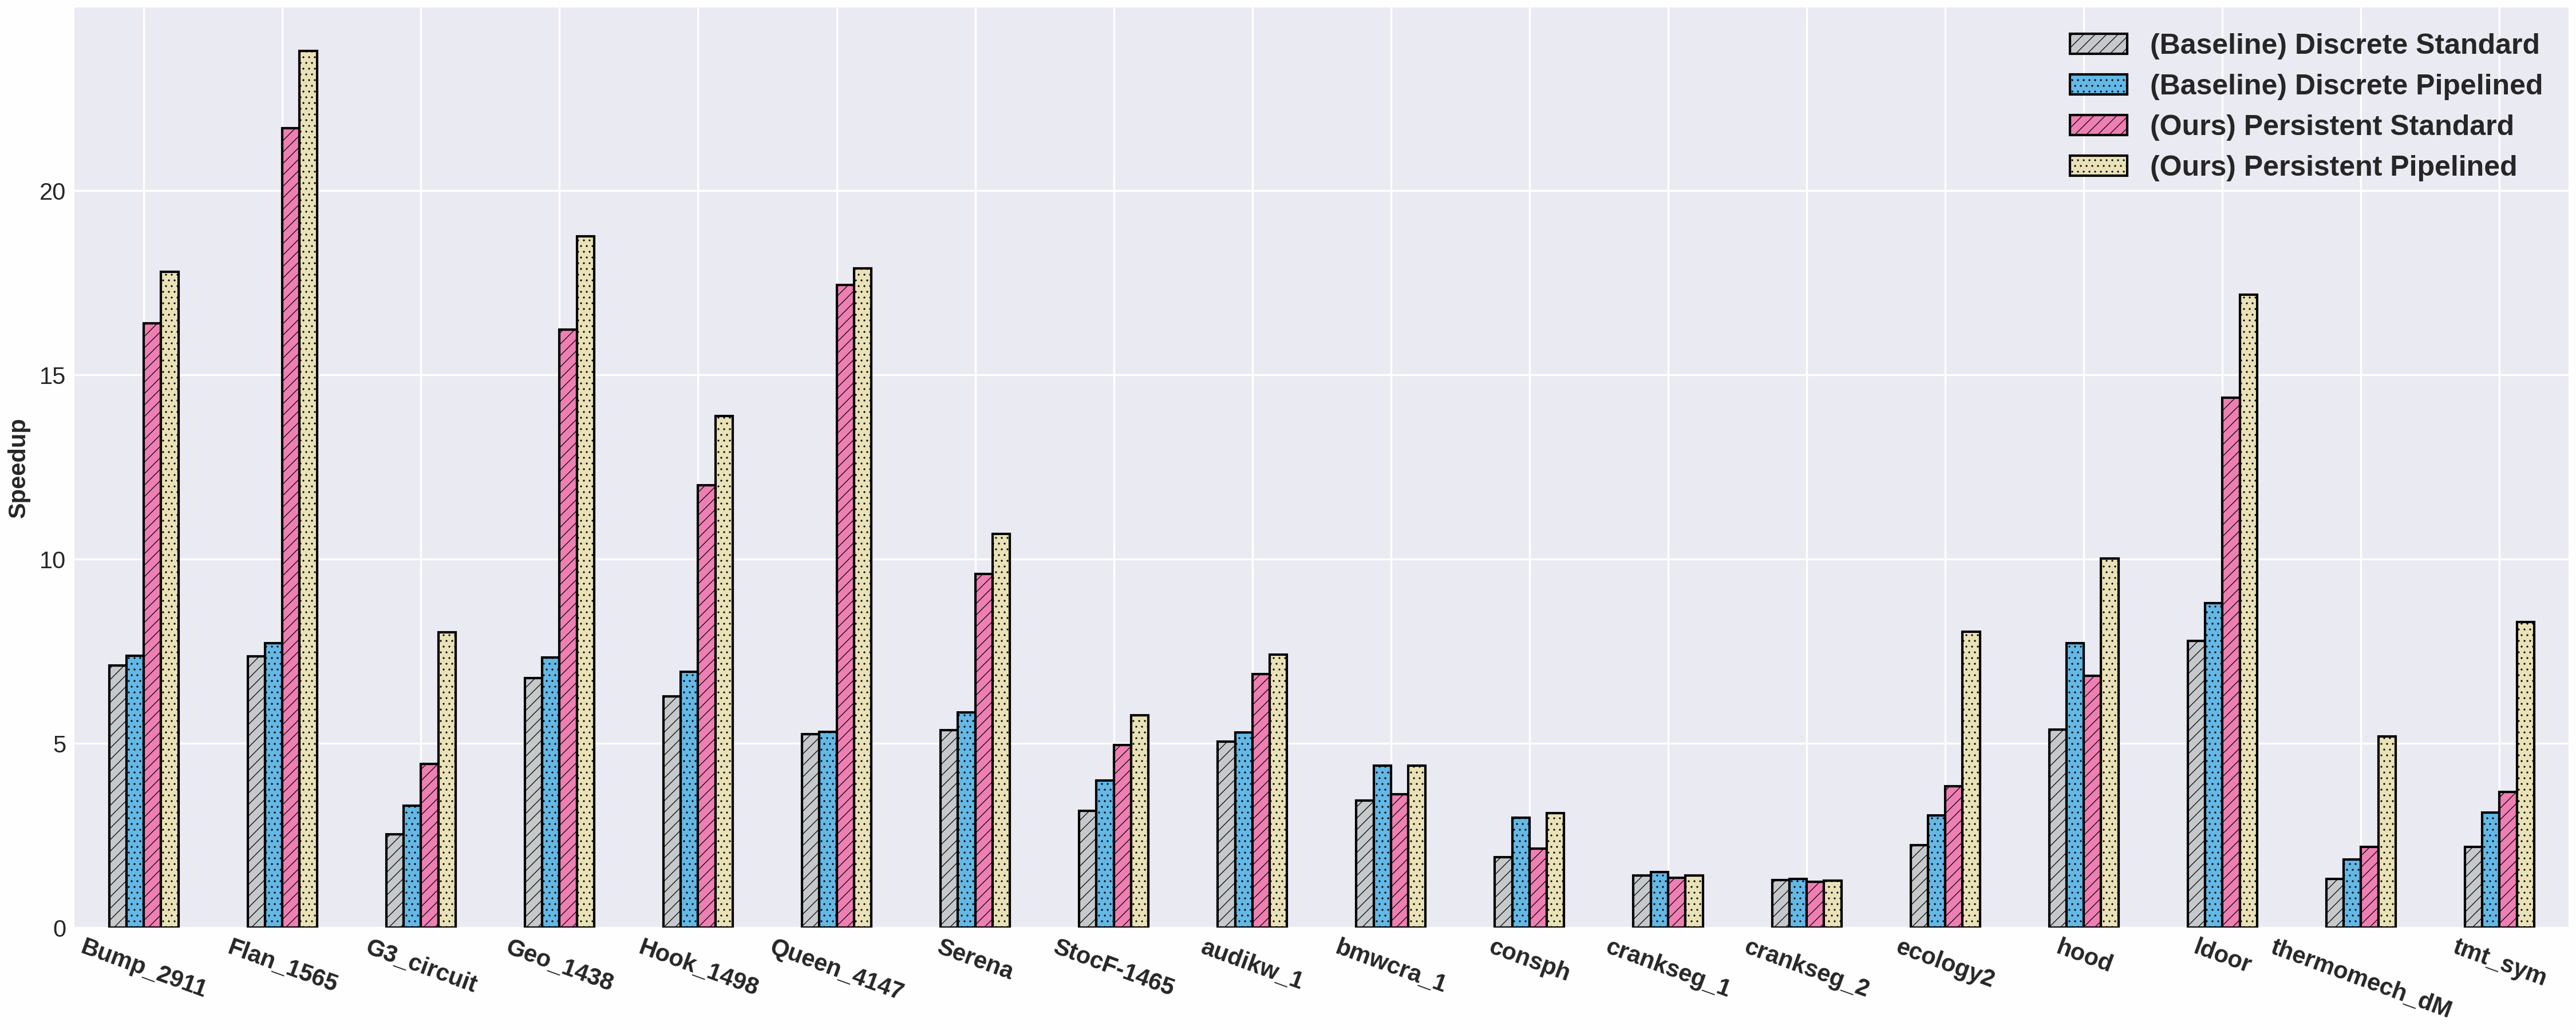 (Baseline) Discrete Standard
(Baseline) Discrete Pipelined
(Ours) Persistent Standard
(Ours) Persistent Pipelined
Speedup
20
15
10
5
0
Bump_2911
Flan_1565
G3_circuit
Geo_1438
Hook_1498
Queen_4147
Serena
StocF-1465
audikw_1
bmwcra_1
consph
crankseg_1
crankseg_2
ecology2
hood
ldoor
thermomech_dM
tmt_sym